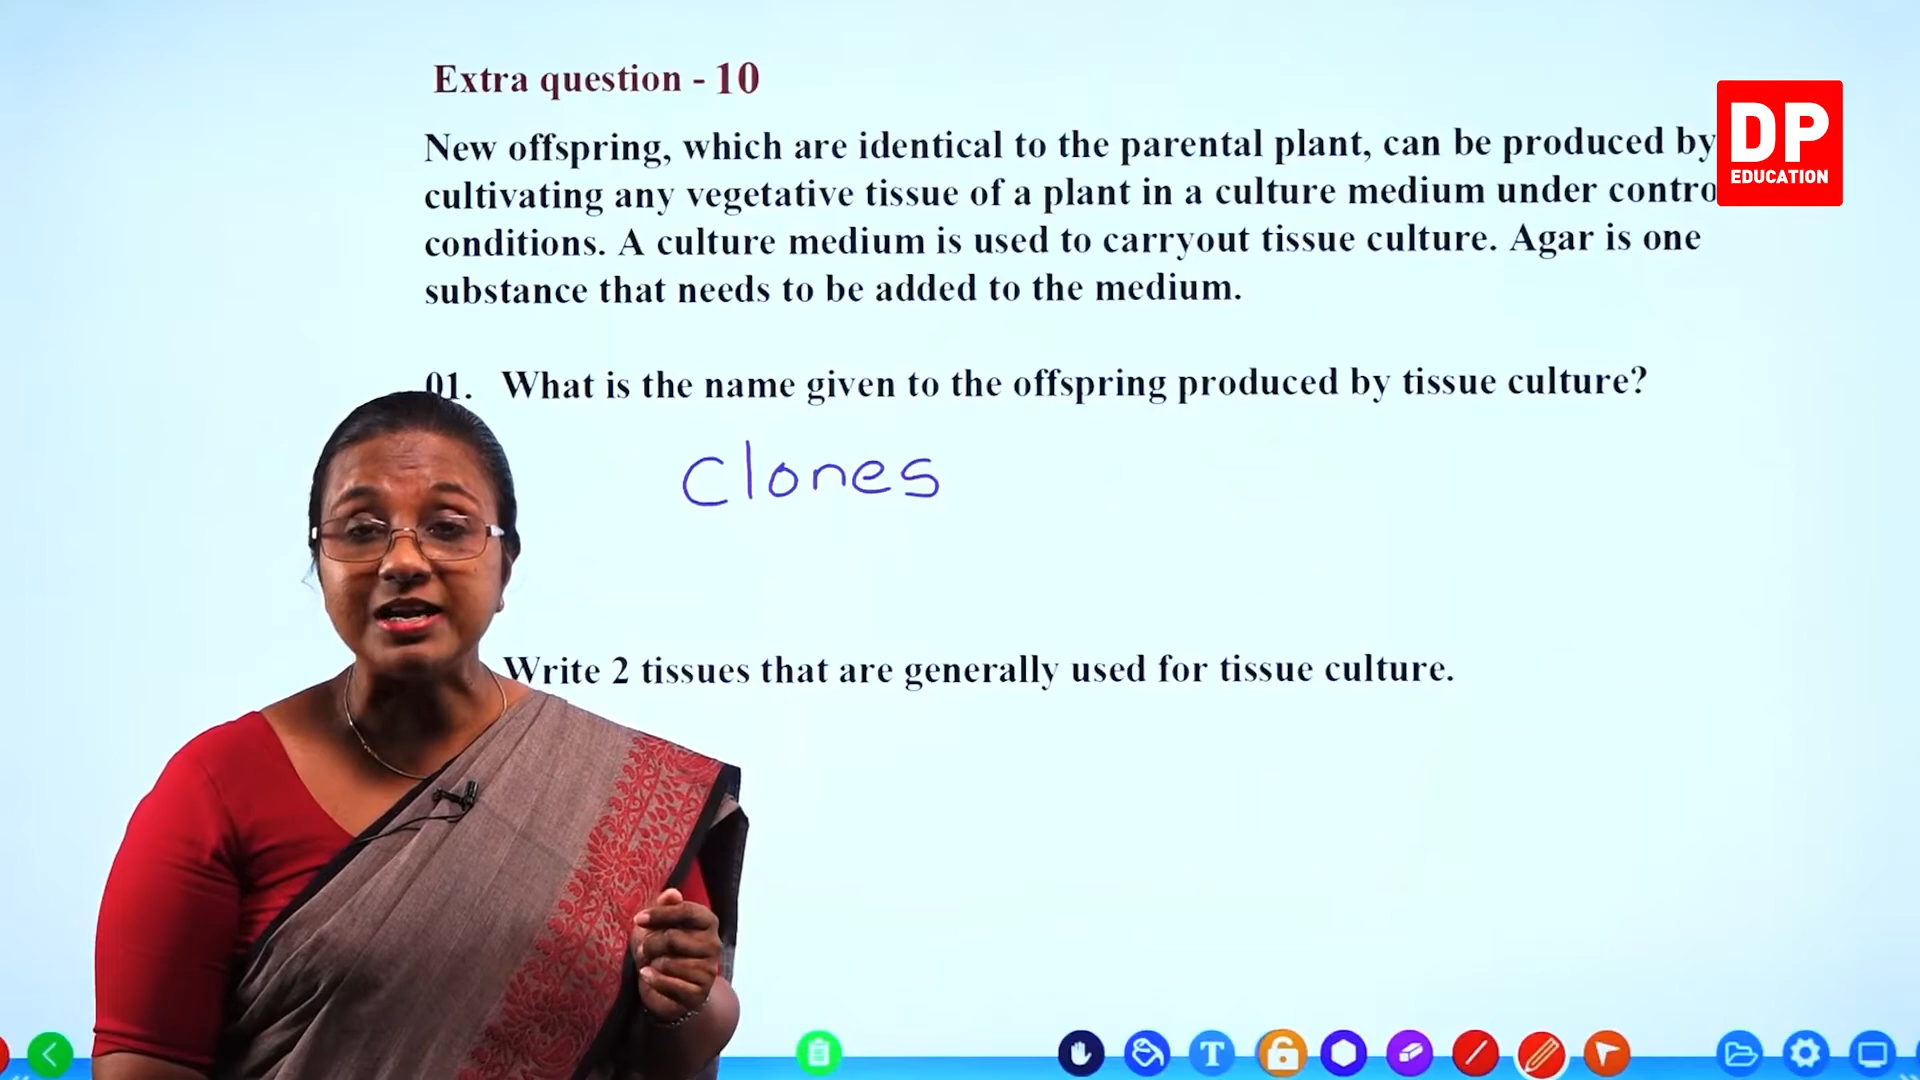 Extra question - 10
DP
EDUCATION
New offspring, which are identical to the parental plant, can be produced by
cultivating any vegetative tissue of a plant in a culture medium under contro
conditions. A culture medium is used to carryout tissue culture. Agar is one
substance that needs to be added to the medium.
01. What is the name given to the offspring produced by tissue culture?
Clones
Write 2 tissues that are generally used for tissue culture.
T